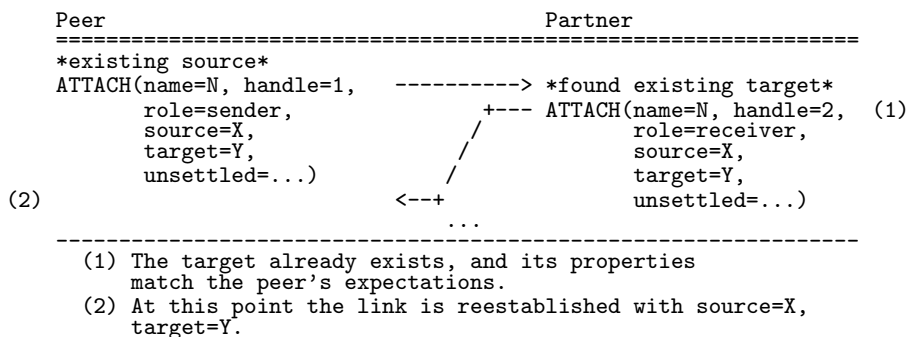 Peer                                 Partner
================================================================
*existing source*
ATTACH(name=N, handle=1,   ----------> *found existing target*
       role=sender,               +--- ATTACH(name=N, handle=2,   (1)
       source=X,                 /            role=receiver,
       target=Y,                /             source=X,
       unsettled=...)          /              target=Y,
(2)                        <--+               unsettled=...)
                               ...
----------------------------------------------------------------
(1) The target already exists, and its properties
    match the peer's expectations.
(2) At this point the link is reestablished with source=X,
    target=Y.